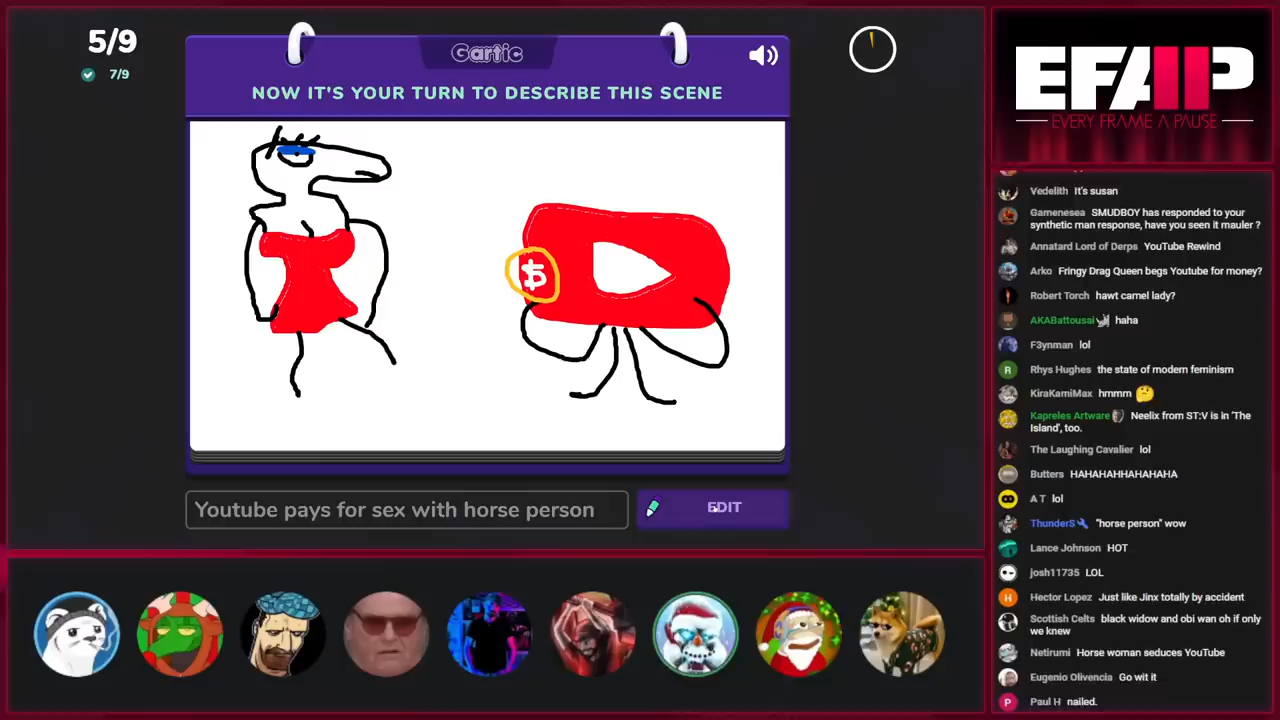 5/9
7/9
Gartic
NOW IT'S YOUR TURN TO DESCRIBE THIS SCENE
$
Youtube pays for sex with horse person
EDIT
EFAP
EVERY FRAME A PAUSE
Vedelith It's susan
Gamenesea SMUDBOY has responded to your
synthetic man response, have you seen it mauler ?
Annatard Lord of Derps YouTube Rewind
Arko Fringy Drag Queen begs Youtube for money?
Robert Torch hawt camel lady?
AKABattousai haha
F3ynman lol
R
Rhys Hughes the state of modern feminism
KiraKamiMax hmmm 🤔
Kapreles Artware Neelix from ST:V is in 'The
Island', too.
The Laughing Cavalier lol
Butters HAHAHAHHAHAHAHA
A T lol
ThunderS "horse person" wow
Lance Johnson HOT
josh11735 LOL
H
Hector Lopez Just like Jinx totally by accident
Scottish Celts black widow and obi wan oh if only
we knew
Netirumi Horse woman seduces YouTube
Eugenio Olivencia Go wit it
P
Paul H nailed.